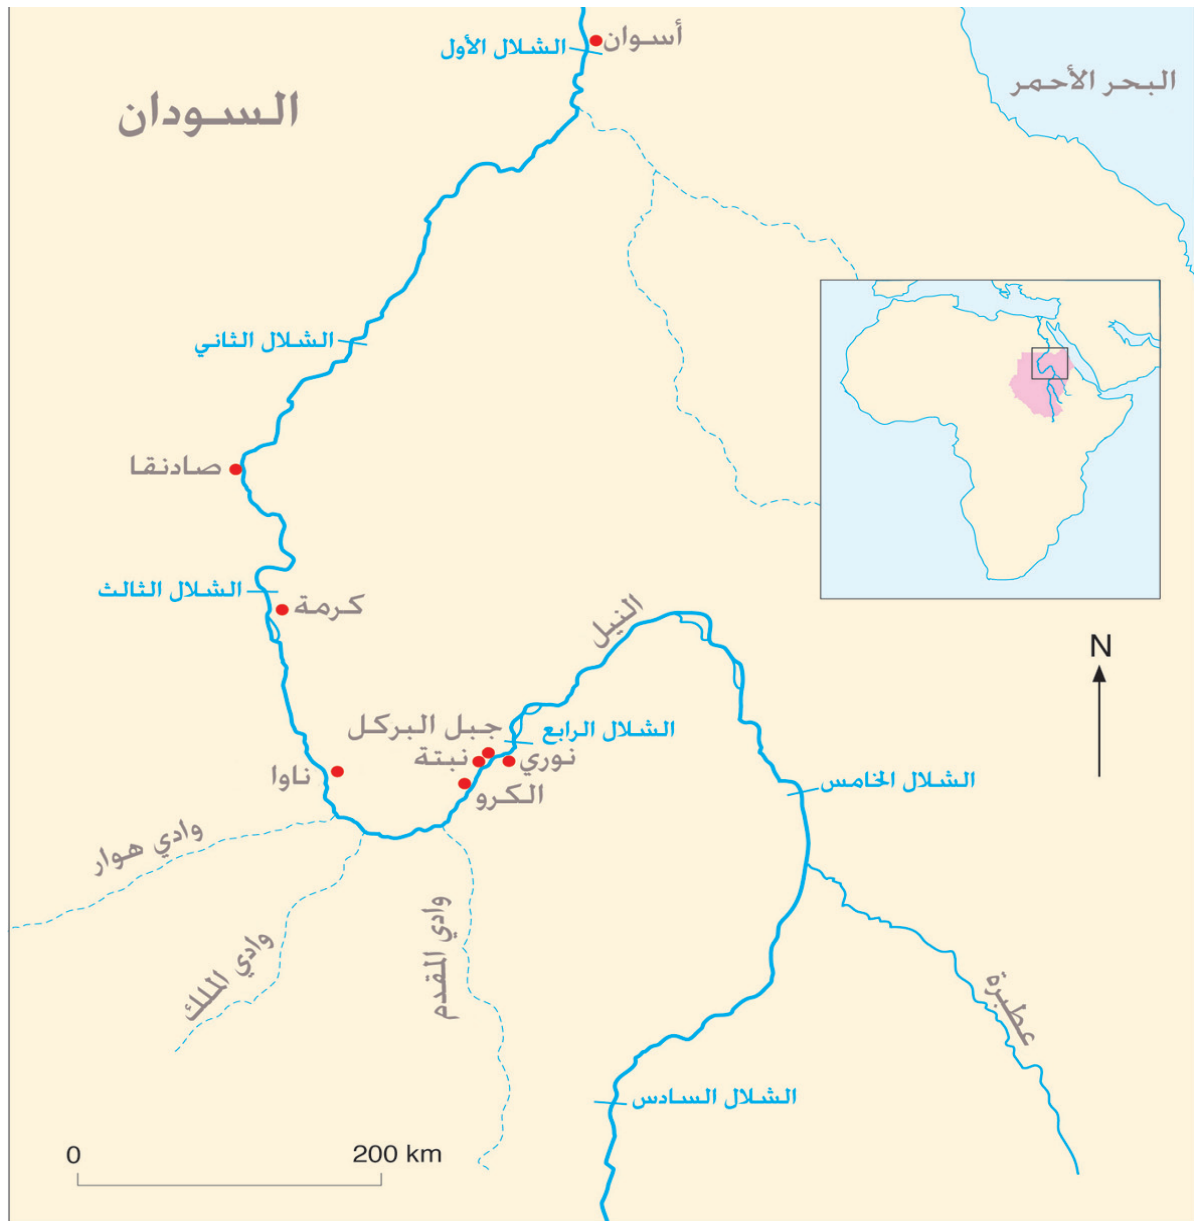 أسوان
الشلال الأول
البحر الأحمر
السودان
الشلال الثاني
صادنقا
الشلال الثالث
كرمة
النيل
N
جبل البركل
الشلال الرابع
نبتة
نوري
ناوا
الكرو
الشلال الخامس
وادي هوار
وادي المقدم
وادي الملك
عطبرة
الشلال السادس
0
200 km